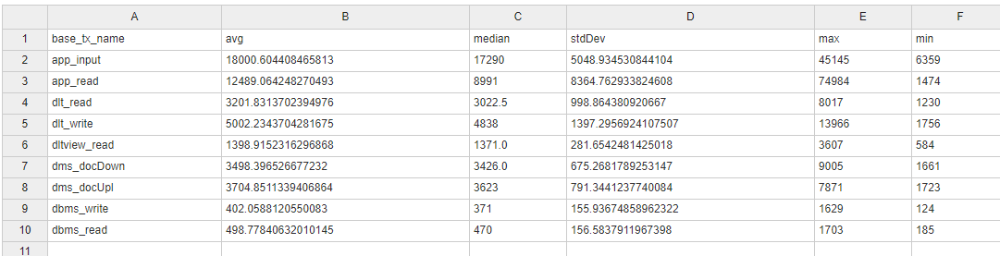 A B C D E F
1 base_tx_name avg median stdDev max min
2 app_input 18000.604408465813 17290 5048.934530844104 45145 6359
3 app_read 12489.064248270493 8991 8364.762933824608 74984 1474
4 dlt_read 3201.8313702394976 3022.5 998.864380920667 8017 1230
5 dlt_write 5002.2343704281675 4838 1397.2956924107507 13966 1756
6 dltview_read 1398.9152316296868 1371.0 281.6542481425018 3607 584
7 dms_docDown 3498.396526677232 3426.0 675.2681789253147 9005 1661
8 dms_docUpl 3704.8511339406864 3623 791.3441237740084 7871 1723
9 dbms_write 402.0588120550083 371 155.93674858962322 1629 124
10 dbms_read 498.77840632010145 470 156.5837911967398 1703 185
11